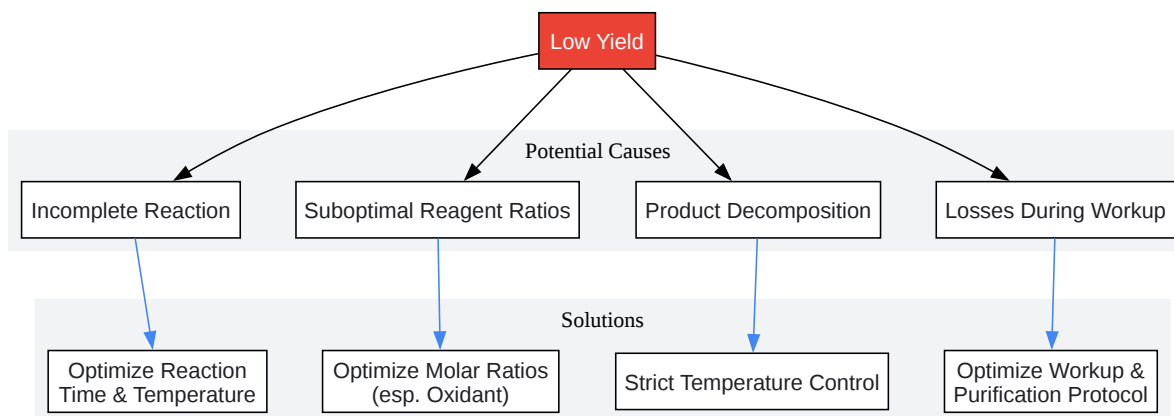 Low Yield
Potential Causes
Incomplete Reaction
Suboptimal Reagent Ratios
Product Decomposition
Losses During Workup
Solutions
Optimize Reaction
Time & Temperature
Optimize Molar Ratios
(esp. Oxidant)
Strict Temperature Control
Optimize Workup &
Purification Protocol